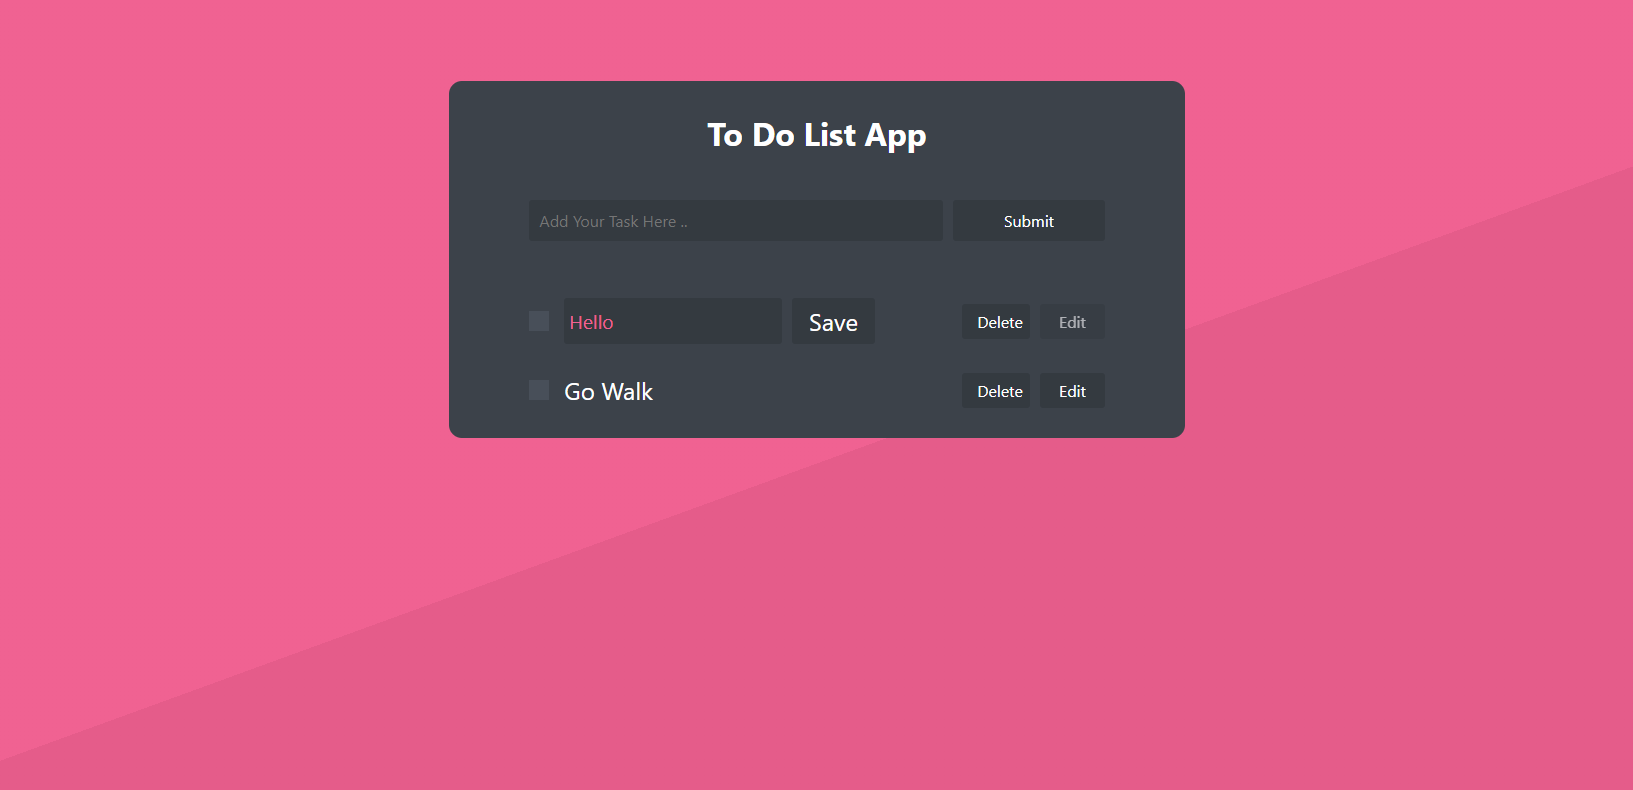 To Do List App
Add Your Task Here .. Submit
Hello Save Delete Edit
Go Walk Delete Edit